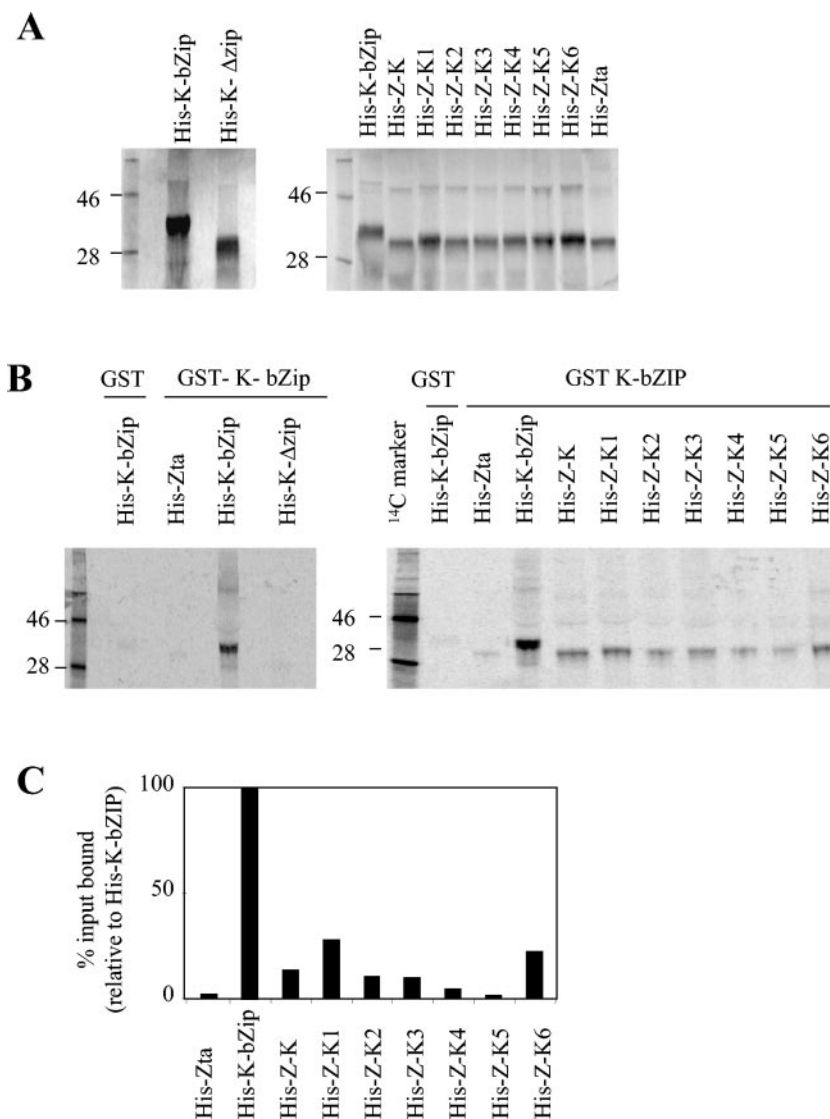 A
His-K-bZip
His-K- Δzip
46
28
His-K-bZip
His-Z-K
His-Z-K1
His-Z-K2
His-Z-K3
His-Z-K4
His-Z-K5
His-Z-K6
His-Zta
46
28
B
GST
GST- K- bZip
His-K-bZip
His-Zta
His-K-bZip
His-K-Δzip
46
28
GST
GST K-bZIP
¹⁴C marker
His-K-bZip
His-Zta
His-K-bZip
His-Z-K
His-Z-K1
His-Z-K2
His-Z-K3
His-Z-K4
His-Z-K5
His-Z-K6
46
28
C
% input bound
(relative to His-K-bZIP)
100
50
0
His-Zta
His-K-bZip
His-Z-K
His-Z-K1
His-Z-K2
His-Z-K3
His-Z-K4
His-Z-K5
His-Z-K6